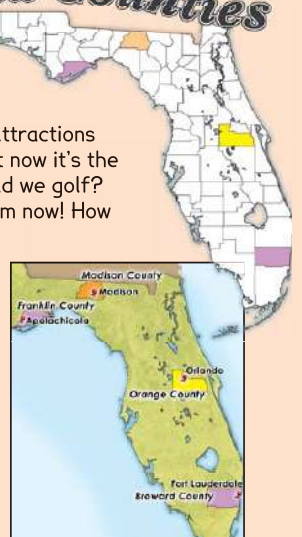 Counties
ttractions
t now it's the
d we golf?
m now! How
Madison County
Madison
Franklin County
Apalachicola
Orlando
Orange County
Fort Lauderdale
Broward County